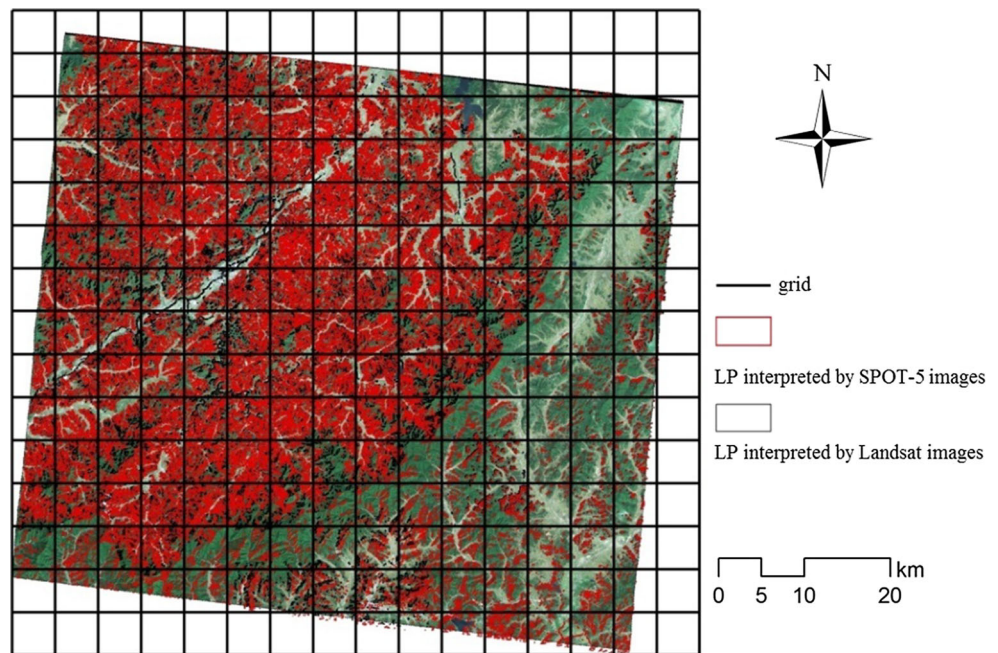 N
grid
LP interpreted by SPOT-5 images
LP interpreted by Landsat images
km
0 5 10 20